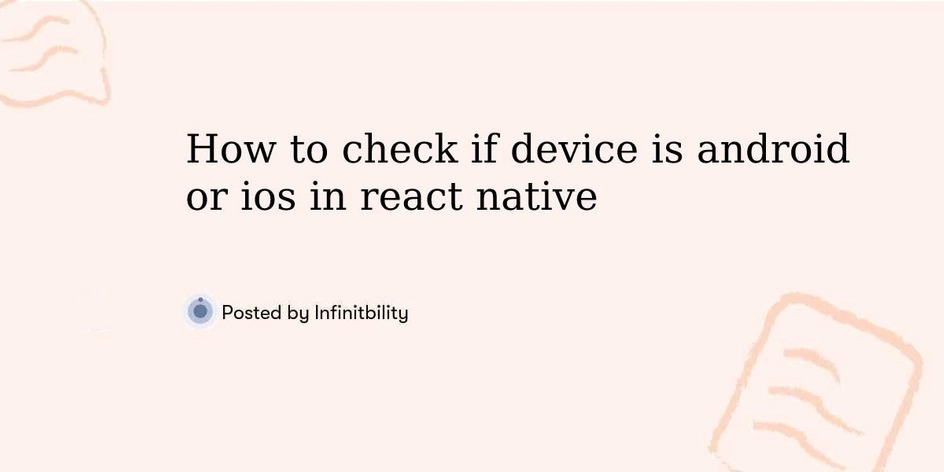 How to check if device is android
or ios in react native
Posted by Infinitbility